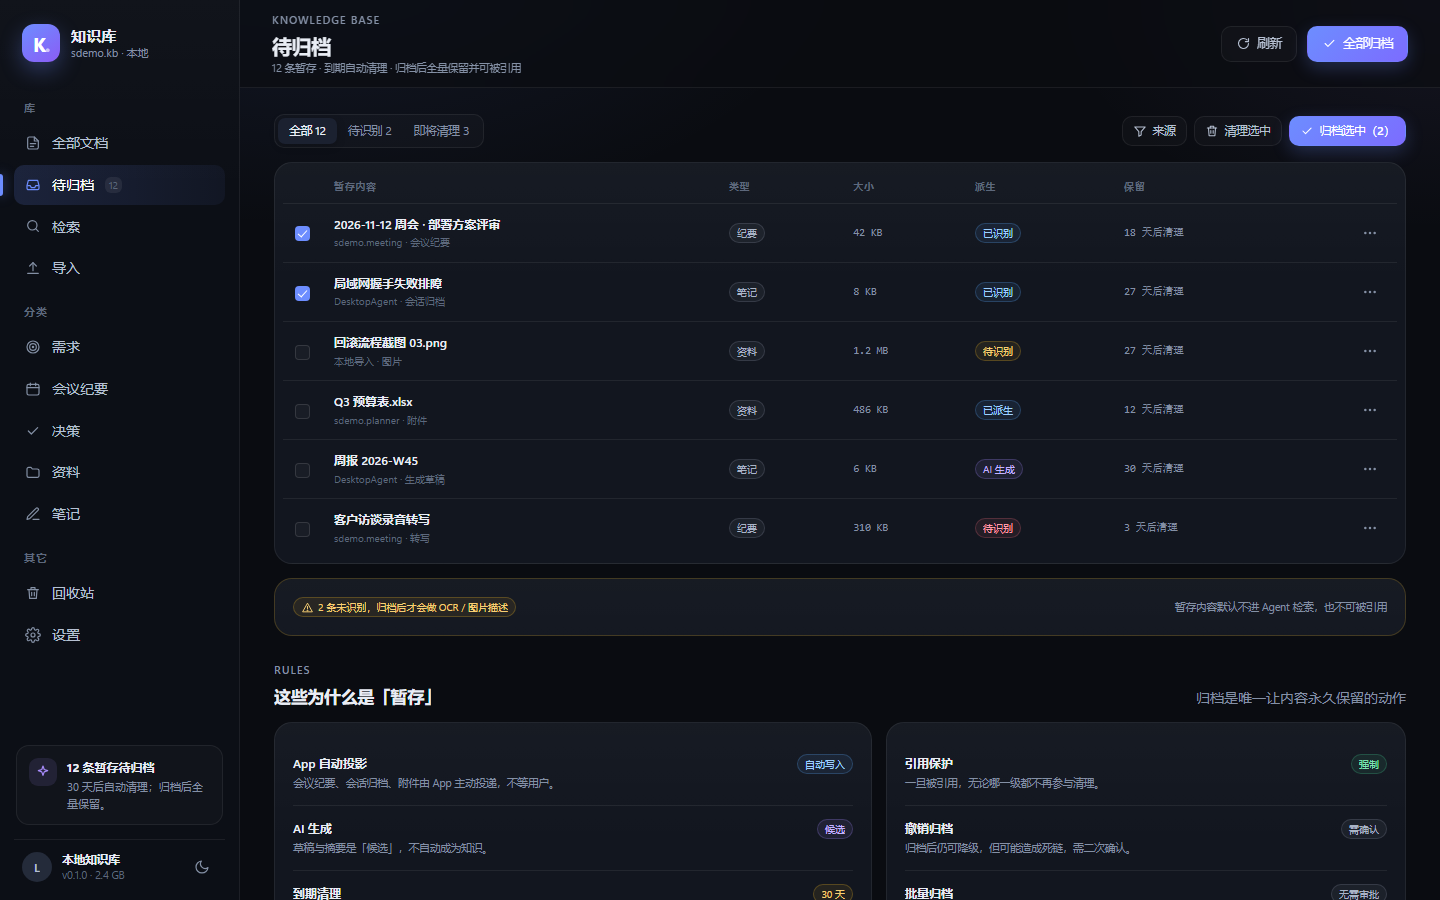 K.
知识库
sdemo.kb · 本地
库
全部文档
待归档 12
检索
导入
分类
需求
会议纪要
决策
资料
笔记
其它
回收站
设置
12 条暂存待归档
30 天后自动清理；归档后全
量保留。
L
本地知识库
v0.1.0 · 2.4 GB
KNOWLEDGE BASE
待归档
12 条暂存 · 到期自动清理 · 归档后全量保留并可被引用
刷新
全部归档
全部 12
待识别 2
即将清理 3
来源
清理选中
归档选中（2）
暂存内容 类型 大小 派生 保留
2026-11-12 周会 · 部署方案评审
sdemo.meeting · 会议纪要
纪要 42 KB 已识别 18 天后清理
局域网握手失败排障
DesktopAgent · 会话归档
笔记 8 KB 已识别 27 天后清理
回滚流程截图 03.png
本地导入 · 图片
资料 1.2 MB 待识别 27 天后清理
Q3 预算表.xlsx
sdemo.planner · 附件
资料 486 KB 已派生 12 天后清理
周报 2026-W45
DesktopAgent · 生成草稿
笔记 6 KB AI 生成 30 天后清理
客户访谈录音转写
sdemo.meeting · 转写
纪要 310 KB 待识别 3 天后清理
2 条未识别，归档后才会做 OCR / 图片描述
暂存内容默认不进 Agent 检索，也不可被引用
RULES
这些为什么是「暂存」
归档是唯一让内容永久保留的动作
App 自动投影
自动写入
会议纪要、会话归档、附件由 App 主动投递，不等用户。
AI 生成
候选
草稿与摘要是「候选」，不自动成为知识。
到期清理
30 天
引用保护
强制
一旦被引用，无论哪一级都不再参与清理。
撤销归档
需确认
归档后仍可降级，但可能造成死链，需二次确认。
批量归档
无需审批